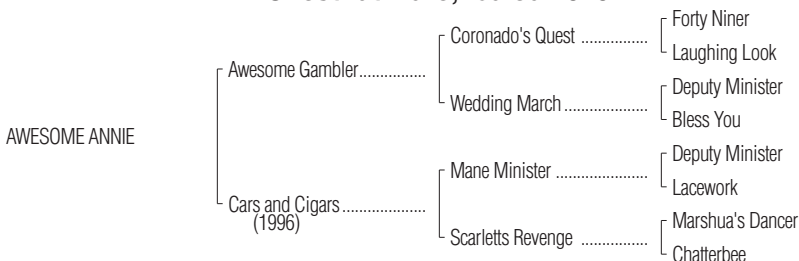 Forty Niner
Coronado's Quest ................
Laughing Look
Awesome Gambler................
Deputy Minister
Wedding March ....................
Bless You
AWESOME ANNIE
Deputy Minister
Mane Minister ......................
Lacework
Cars and Cigars....................
(1996)
Marshua's Dancer
Scarletts Revenge ................
Chatterbee